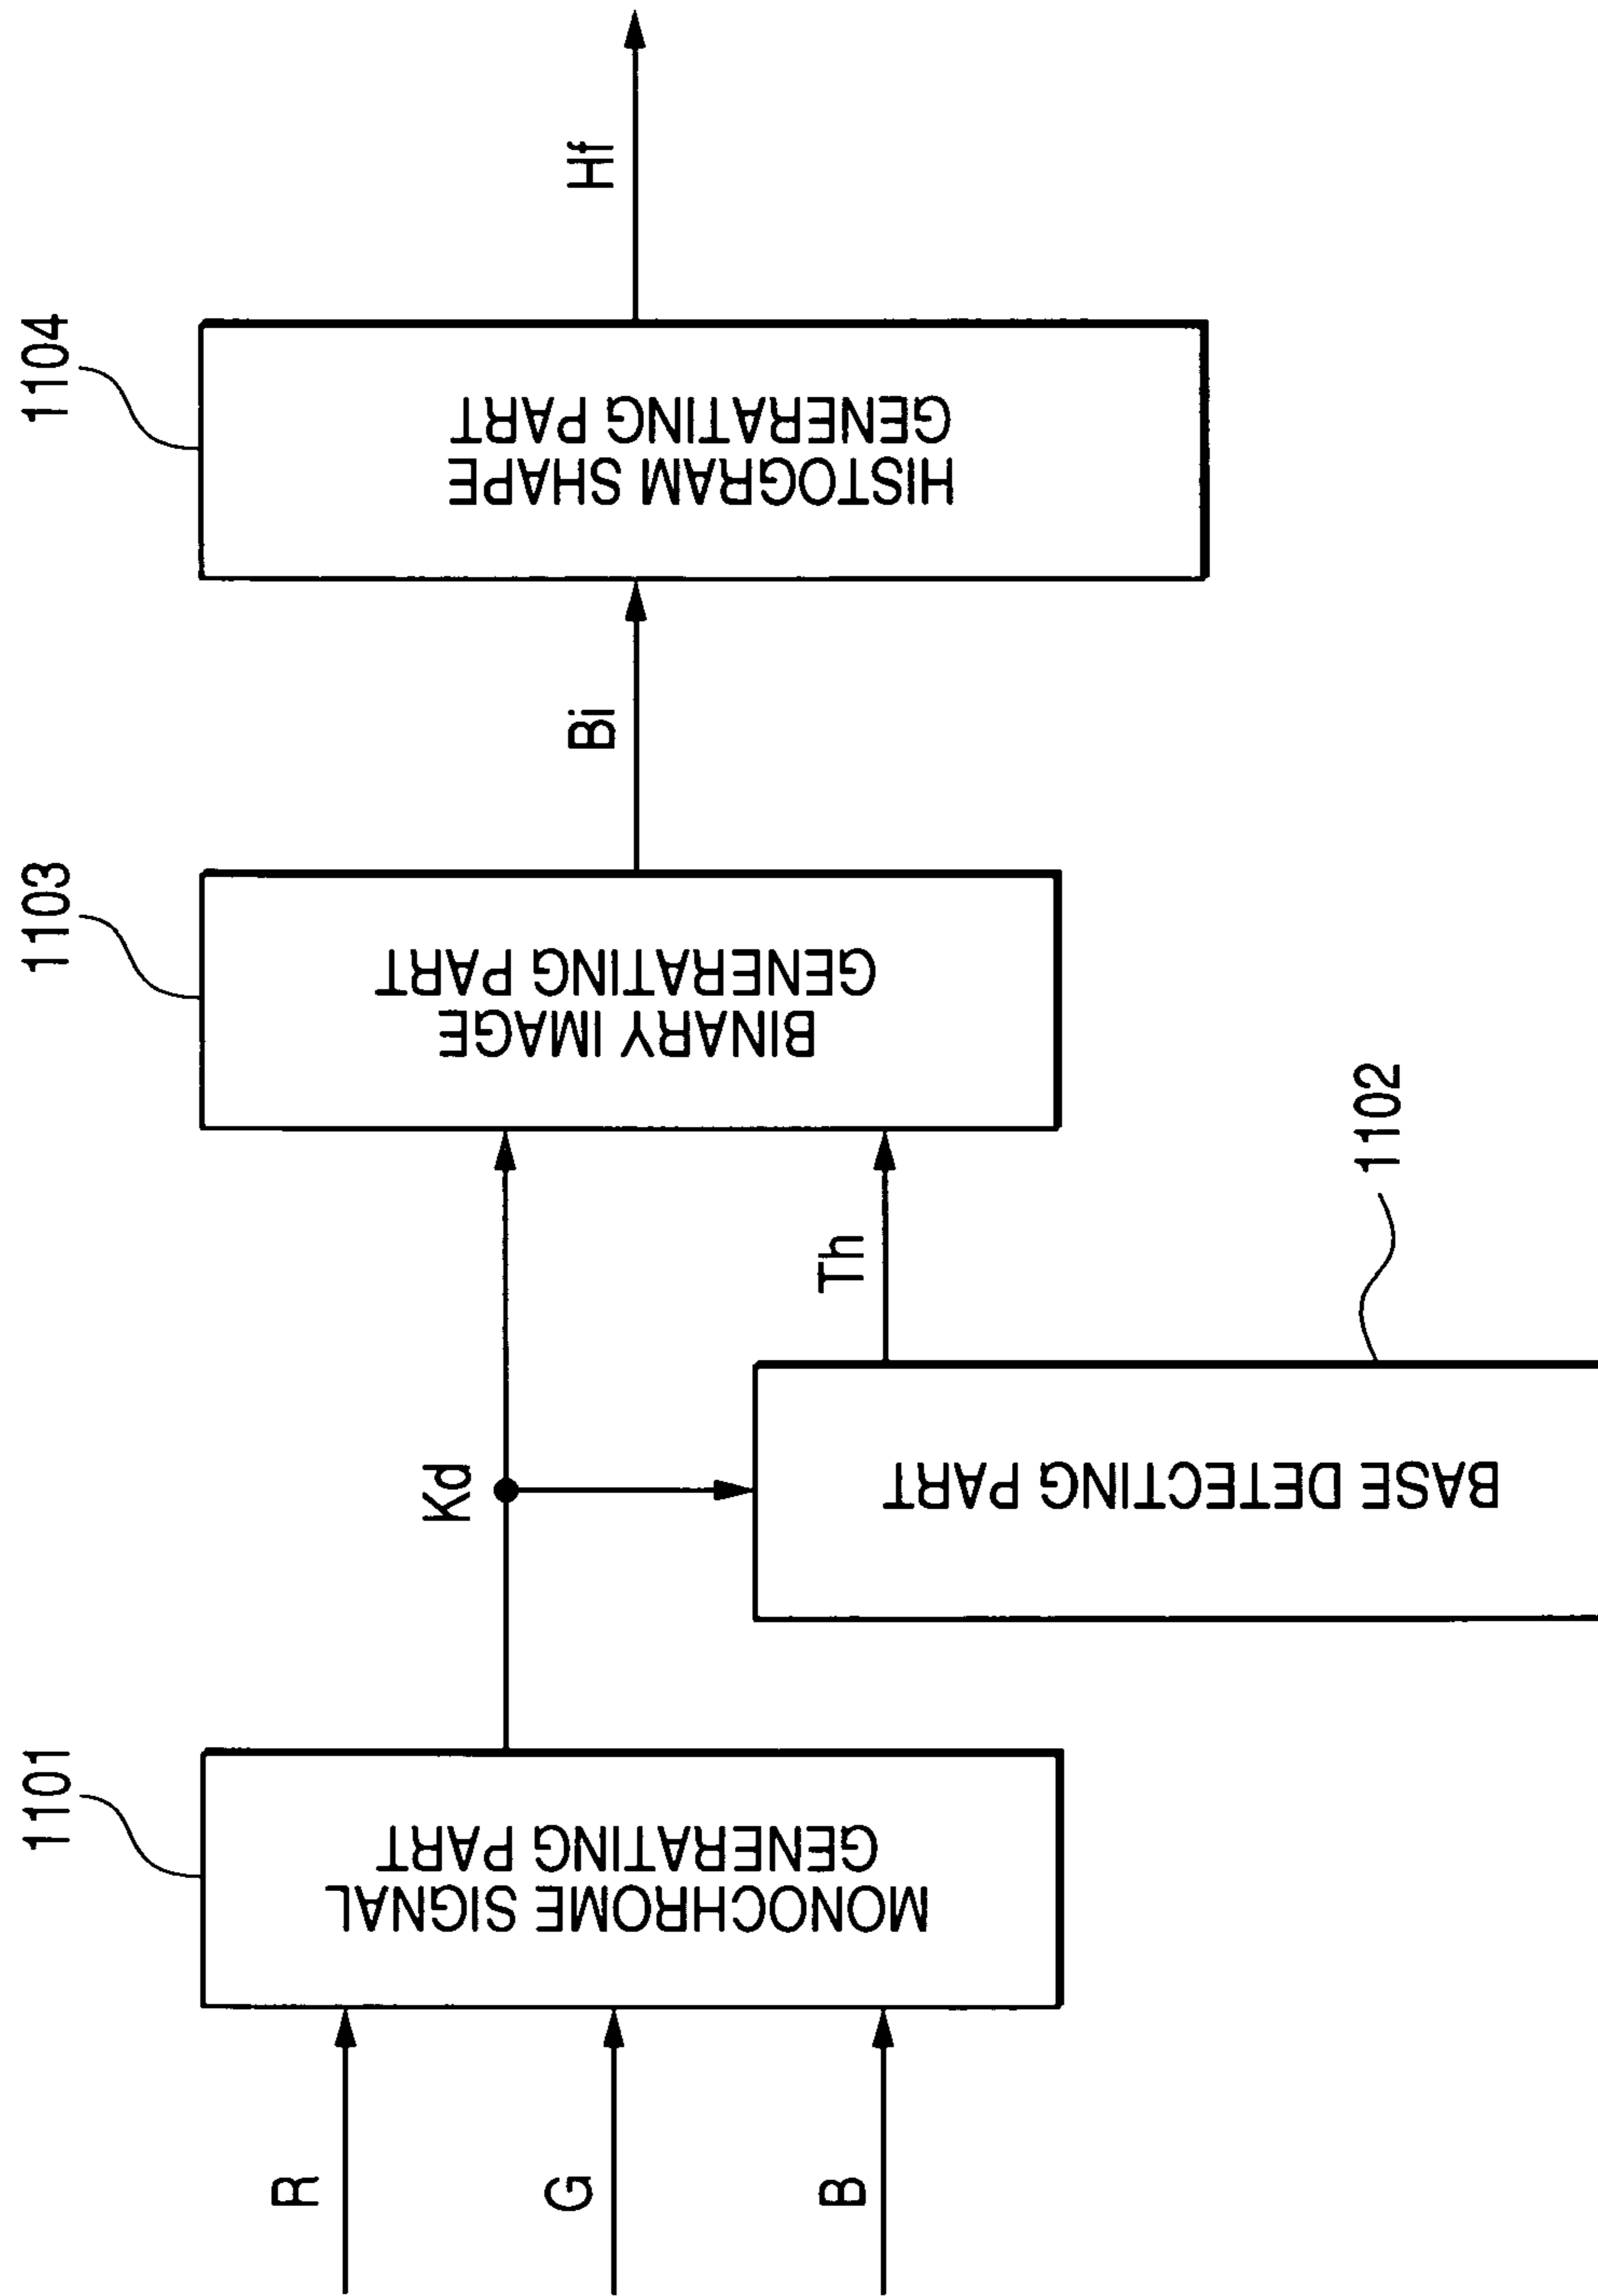 R
G
B
1101
MONOCHROME SIGNAL
GENERATING PART
Kd
BASE DETECTING PART
1102
Th
1103
BINARY IMAGE
GENERATING PART
Bi
1104
HISTOGRAM SHAPE
GENERATING PART
Hf